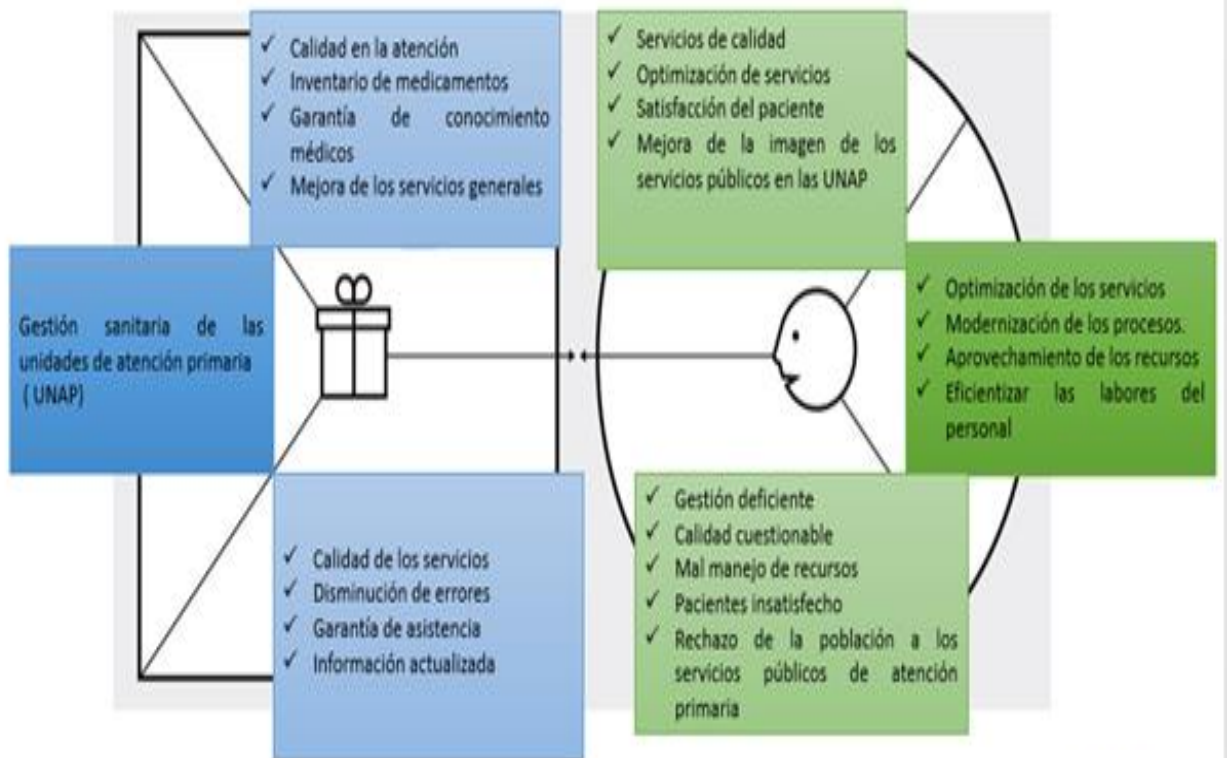 ✓ Calidad en la atención
✓ Inventario de medicamentos
✓ Garantía de conocimiento
médicos
✓ Mejora de los servicios generales
✓ Servicios de calidad
✓ Optimización de servicios
✓ Satisfacción del paciente
✓ Mejora de la imagen de los
servicios públicos en las UNAP
Gestión sanitaria de las
unidades de atención primaria
( UNAP)
✓ Optimización de los servicios
✓ Modernización de los procesos.
✓ Aprovechamiento de los recursos
✓ Eficientizar las labores del
personal
✓ Calidad de los servicios
✓ Disminución de errores
✓ Garantía de asistencia
✓ Información actualizada
✓ Gestión deficiente
✓ Calidad cuestionable
✓ Mal manejo de recursos
✓ Pacientes insatisfecho
✓ Rechazo de la población a los
servicios públicos de atención
primaria